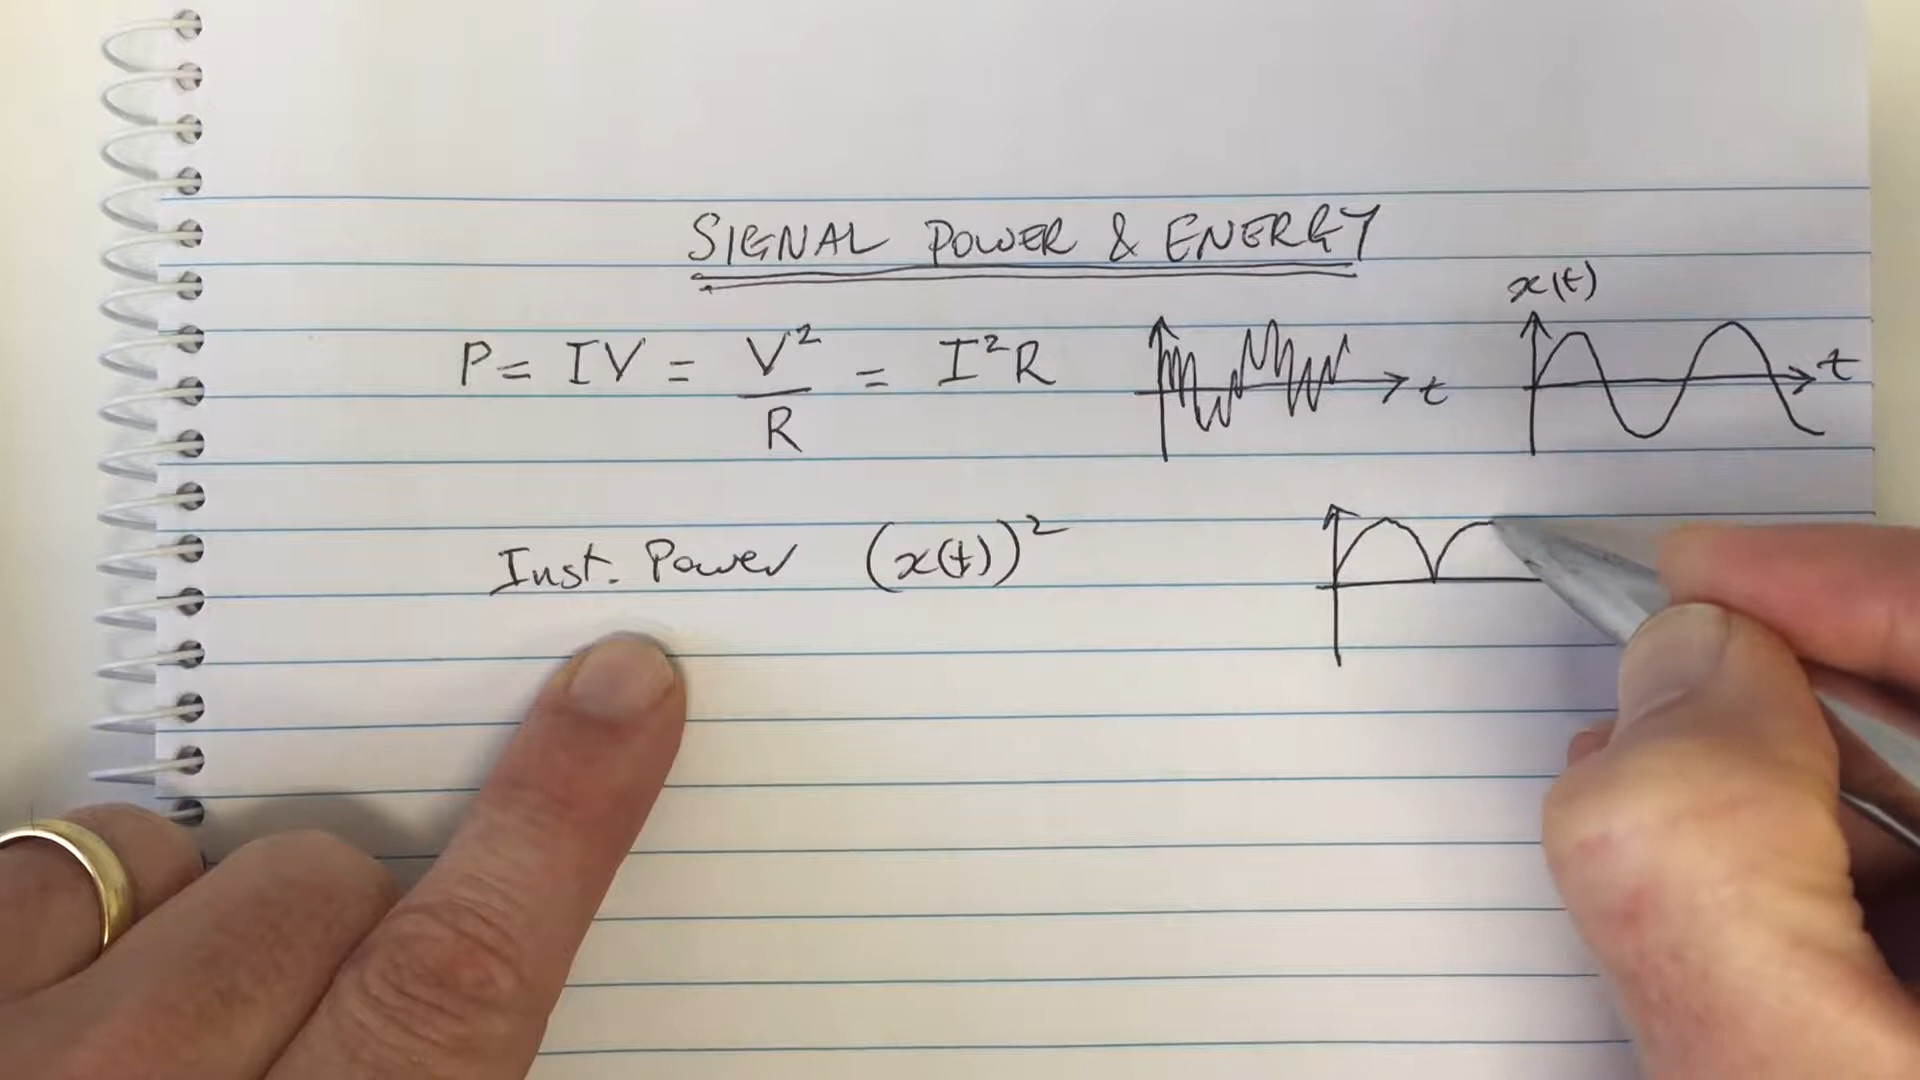 SIGNAL POWER & ENERGY
x(t)
P = IV = V²/R = I²R
t
t
Inst. Power (x(t))²